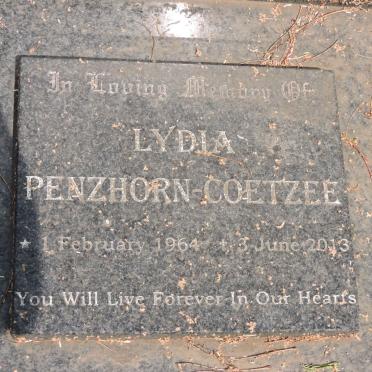 In Loving Memory Of
LYDIA
PENZHORN-COETZEE
* 1 February 1964 + 3 June 2013
You Will Live Forever In Our Hearts